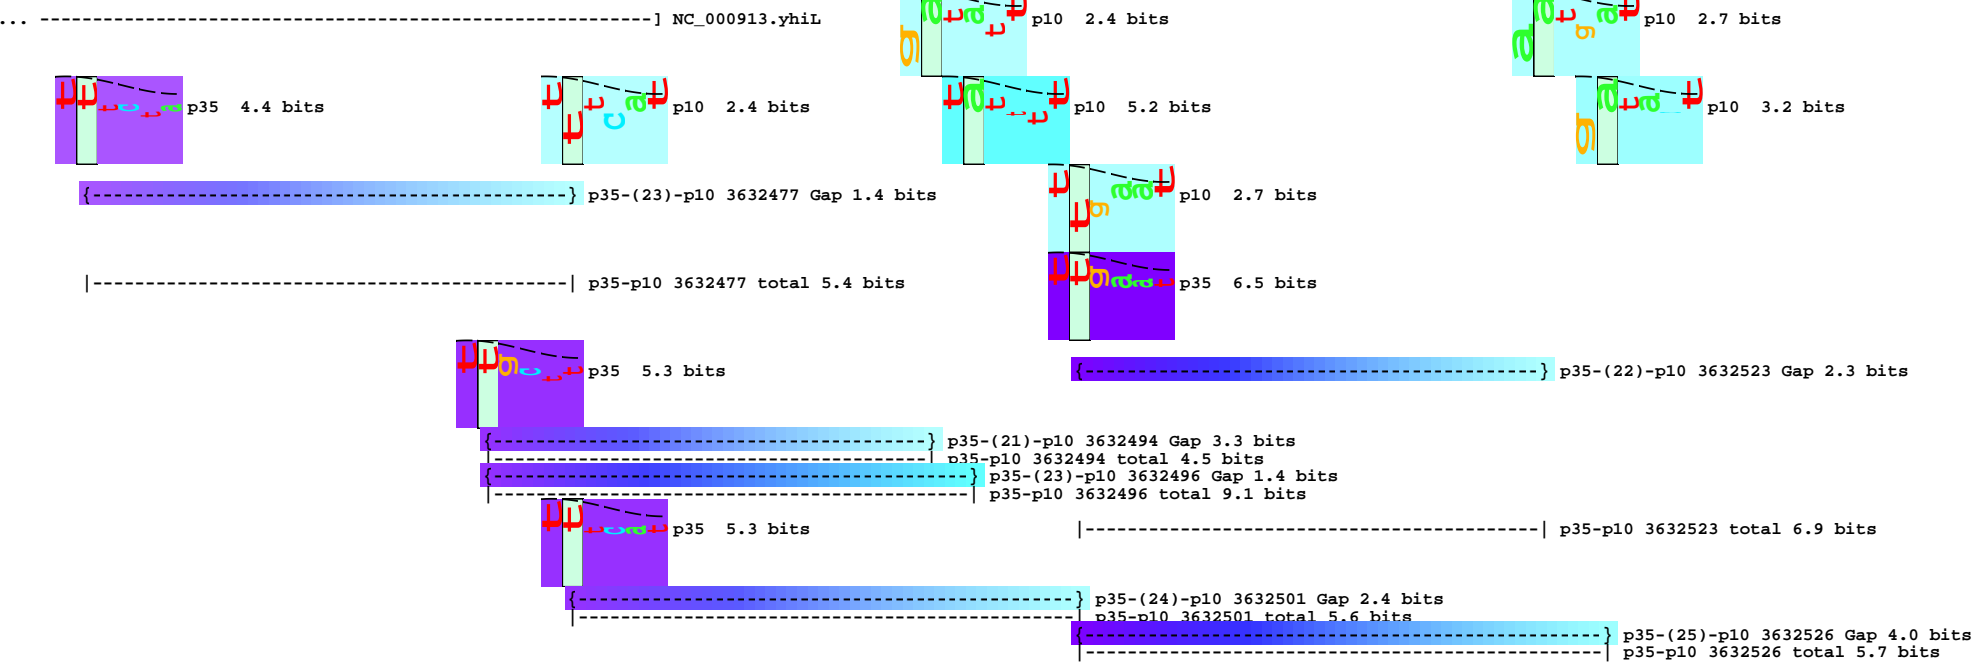 ... ----------------------------------------------------------] NC_000913.yhiL
p10 2.4 bits
p10 2.7 bits
p35 4.4 bits
p10 2.4 bits
p10 5.2 bits
p10 3.2 bits
{---------------------------------------------} p35-(23)-p10 3632477 Gap 1.4 bits
p10 2.7 bits
|---------------------------------------------| p35-p10 3632477 total 5.4 bits
p35 6.5 bits
p35 5.3 bits
{-------------------------------------------} p35-(22)-p10 3632523 Gap 2.3 bits
{-----------------------------------------} p35-(21)-p10 3632494 Gap 3.3 bits
|-----------------------------------------| p35-p10 3632494 total 4.5 bits
{---------------------------------------------} p35-(23)-p10 3632496 Gap 1.4 bits
|---------------------------------------------| p35-p10 3632496 total 9.1 bits
p35 5.3 bits
|-------------------------------------------| p35-p10 3632523 total 6.9 bits
{-----------------------------------------------} p35-(24)-p10 3632501 Gap 2.4 bits
|-----------------------------------------------| p35-p10 3632501 total 5.6 bits
{-------------------------------------------------} p35-(25)-p10 3632526 Gap 4.0 bits
|-------------------------------------------------| p35-p10 3632526 total 5.7 bits